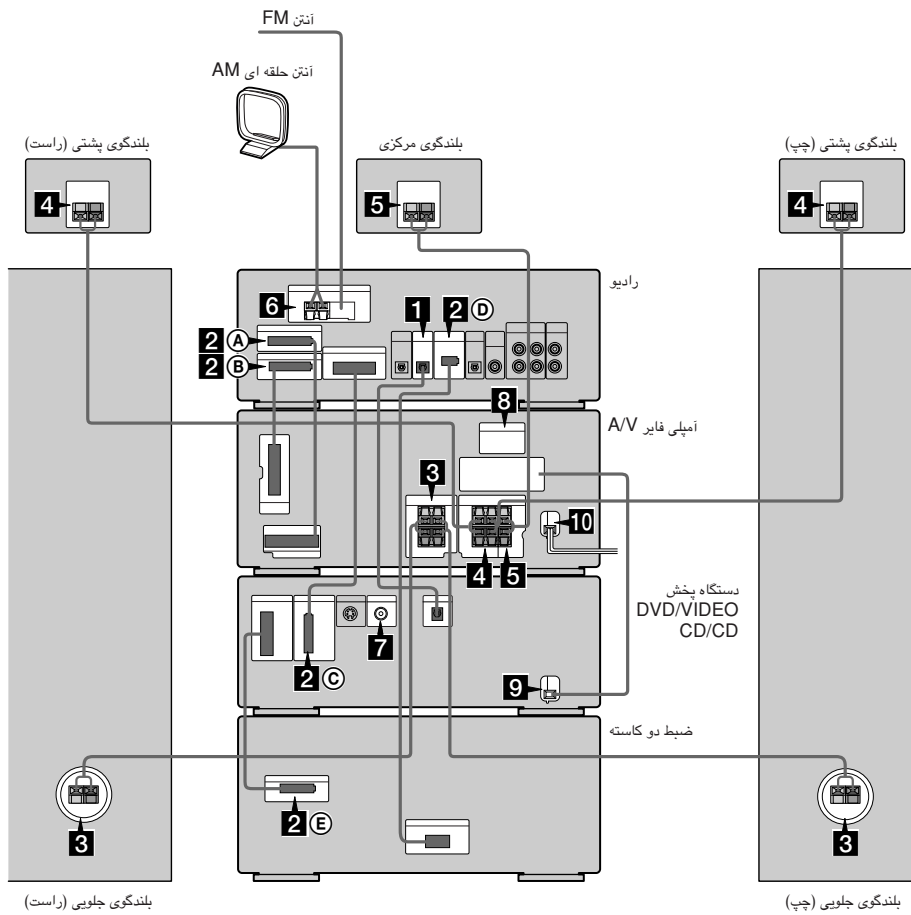 آنتن FM
آنتن حلقه ای AM
بلندگوی پشتی (راست)
بلندگوی مرکزی
بلندگوی پشتی (چپ)
4
5
4
رادیو
6
1
2 D
2 A
2 B
8
آمپلی فایر A/V
3
10
4
5
دستگاه پخش
DVD/VIDEO
CD/CD
7
2 C
9
ضبط دو کاسته
2 E
3
3
بلندگوی جلویی (راست)
بلندگوی جلویی (چپ)